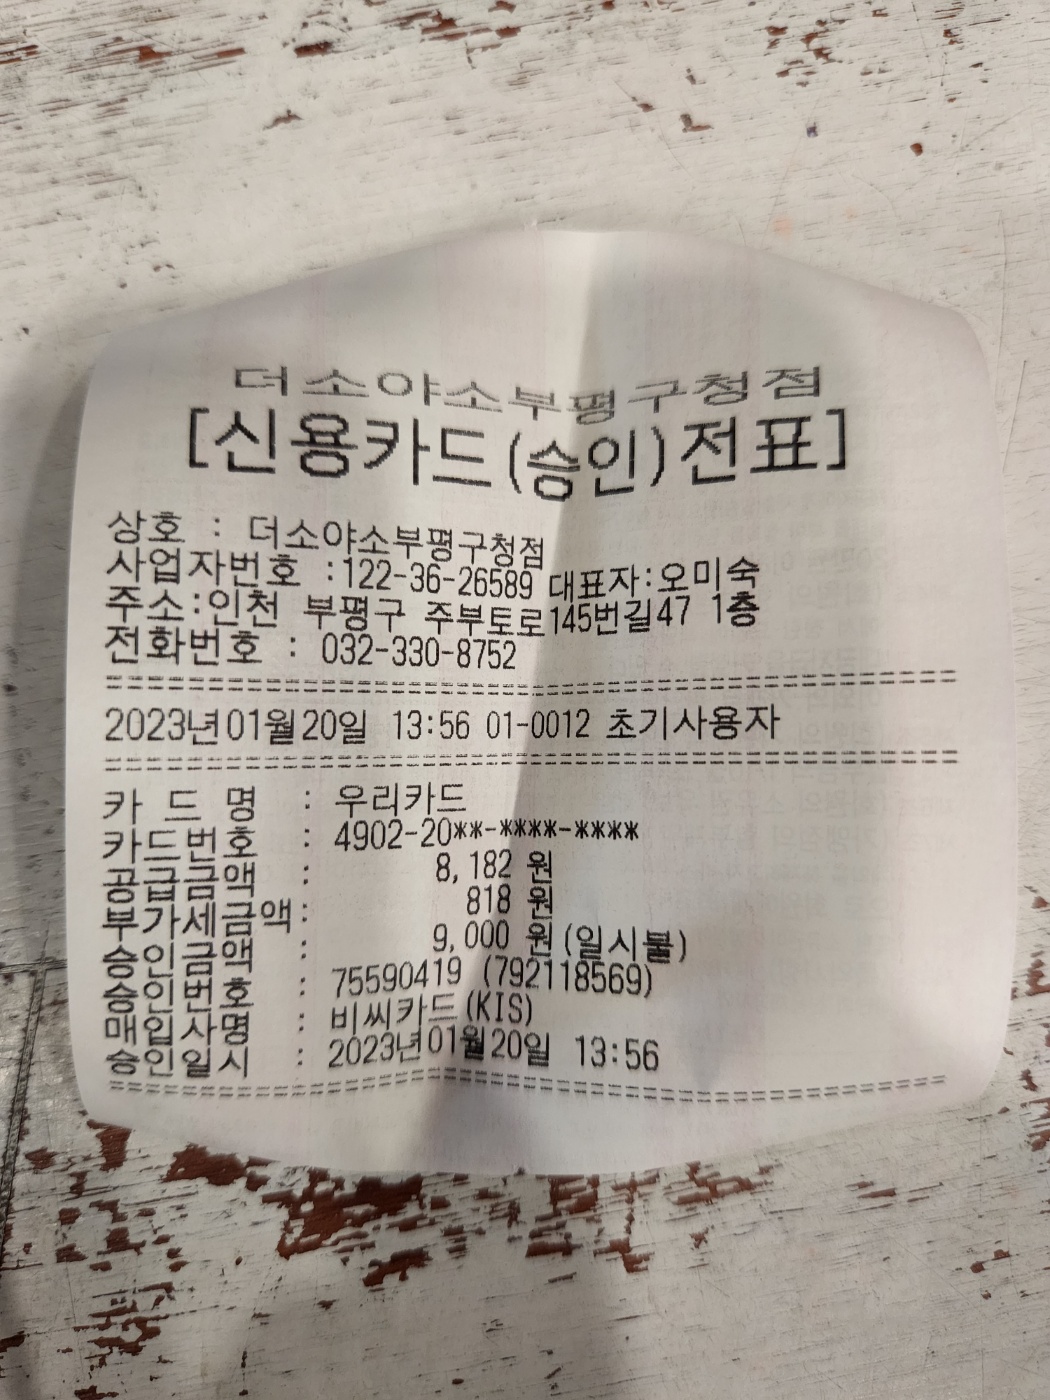 더소야소부평구청점
[신용카드(승인)전표]
상호 : 더소야소부평구청점
사업자번호 :122-36-26589 대표자:오미숙
주소:인천 부평구 주부토로145번길47 1층
전화번호 : 032-330-8752
2023년01월20일 13:56 01-0012 초기사용자
카 드 명 : 우리카드
카드번호 : 4902-20**-****-****
공급금액 : 8,182 원
부가세금액: 818 원
승인금액 : 9,000 원(일시불)
승인번호 : 75590419 (792118569)
매입사명 : 비씨카드(KIS)
승인일시 : 2023년01월20일 13:56